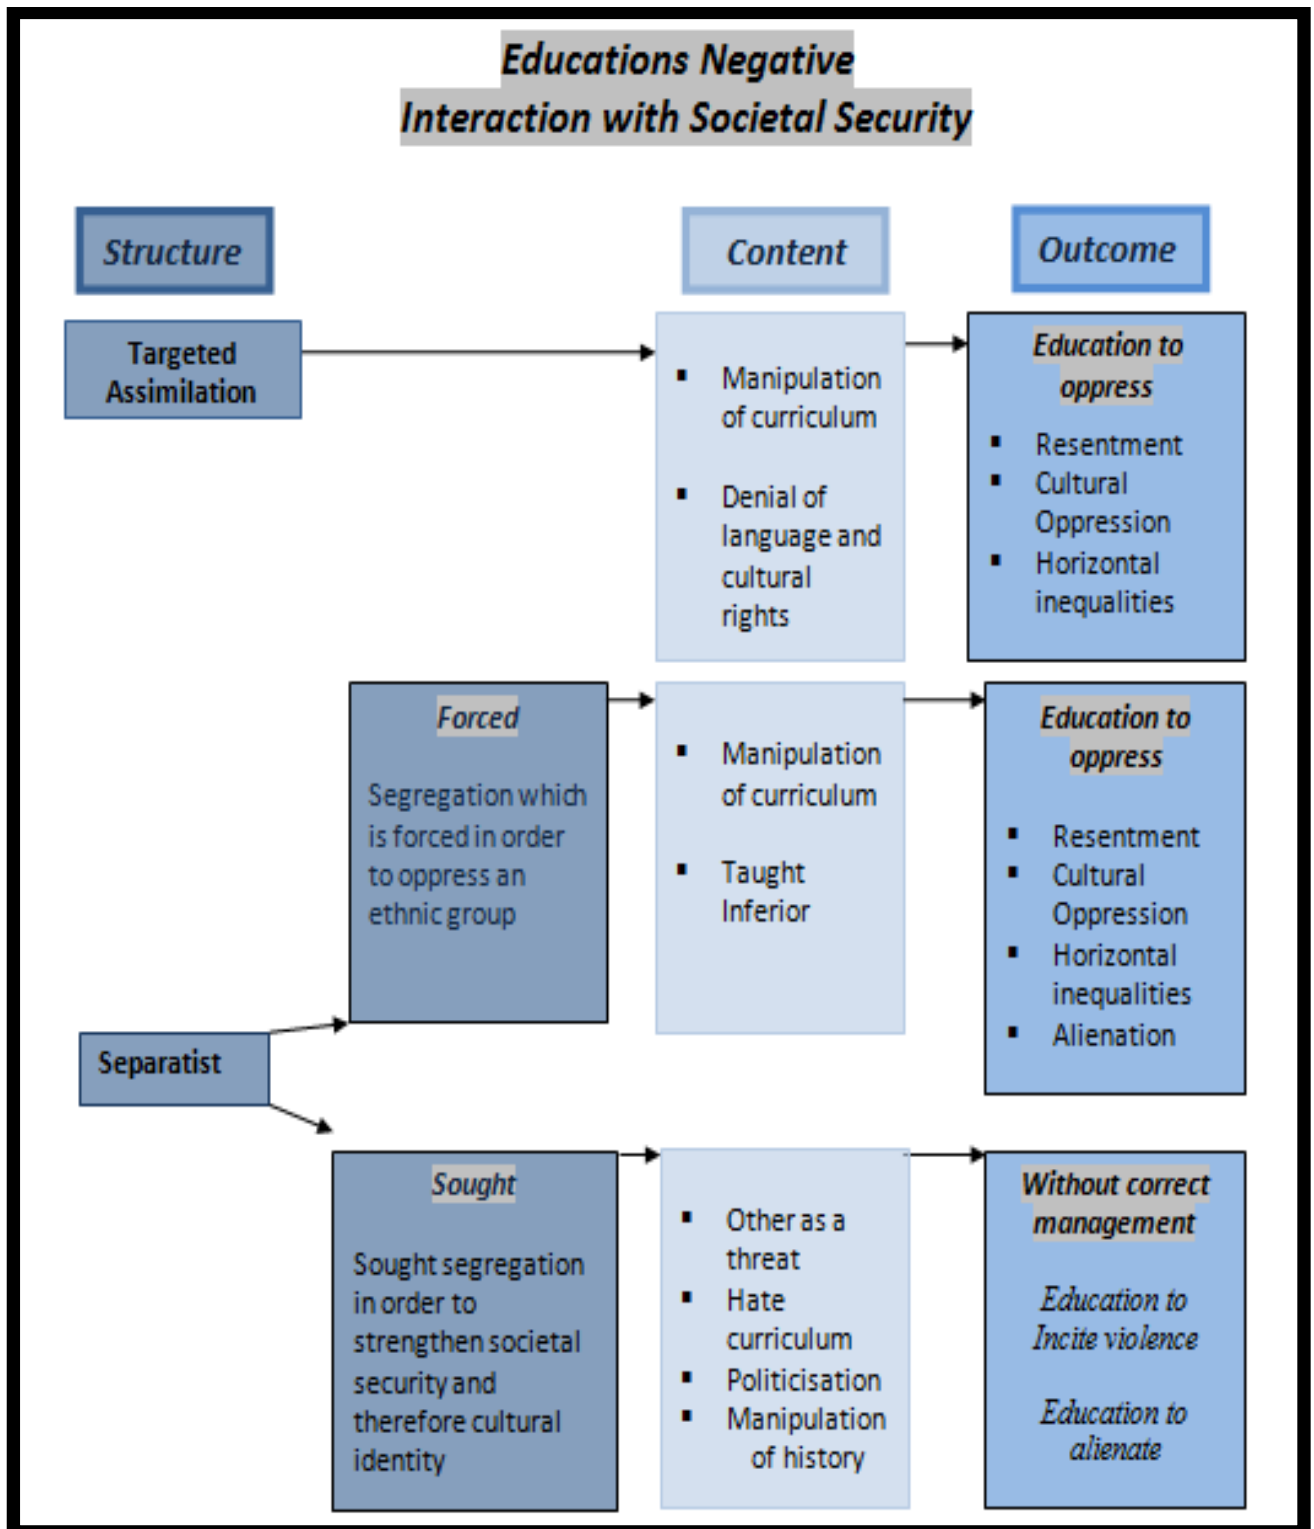 Educations Negative
Interaction with Societal Security
Structure
Content
Outcome
Targeted
Assimilation
▪ Manipulation
of curriculum
▪ Denial of
language and
cultural
rights
Education to
oppress
▪ Resentment
▪ Cultural
Oppression
▪ Horizontal
inequalities
Separatist
Forced
Segregation which
is forced in order
to oppress an
ethnic group
▪ Manipulation
of curriculum
▪ Taught
Inferior
Education to
oppress
▪ Resentment
▪ Cultural
Oppression
▪ Horizontal
inequalities
▪ Alienation
Sought
Sought segregation
in order to
strengthen societal
security and
therefore cultural
identity
▪ Other as a
threat
▪ Hate
curriculum
▪ Politicisation
▪ Manipulation
of history
Without correct
management
Education to
Incite violence
Education to
alienate